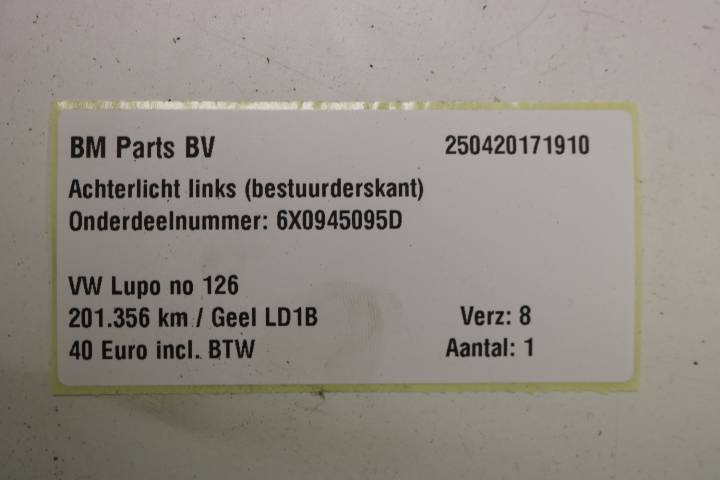 BM Parts BV 250420171910
Achterlicht links (bestuurderskant)
Onderdeelnummer: 6X0945095D
VW Lupo no 126
201.356 km / Geel LD1B Verz: 8
40 Euro incl. BTW Aantal: 1